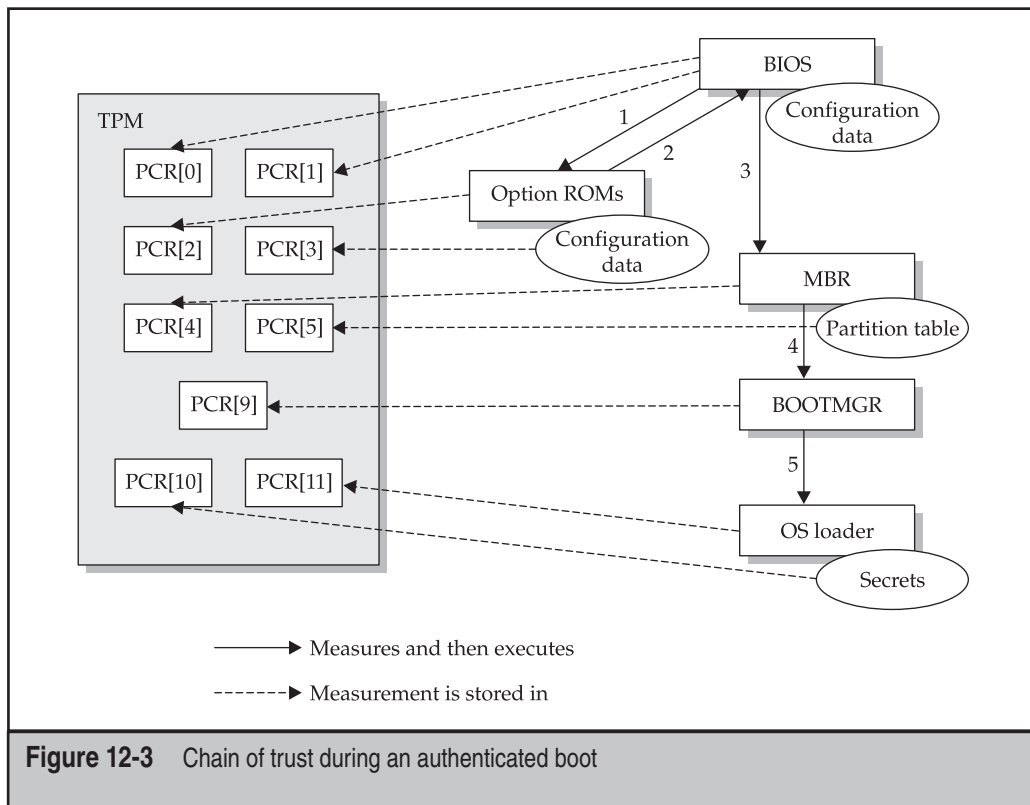 BIOS
Configuration
data
TPM
1
2
3
PCR[0]
PCR[1]
Option ROMs
Configuration
data
PCR[2]
PCR[3]
MBR
Partition table
PCR[4]
PCR[5]
4
PCR[9]
BOOTMGR
5
PCR[10]
PCR[11]
OS loader
Secrets
Measures and then executes
Measurement is stored in
Figure 12-3 Chain of trust during an authenticated boot